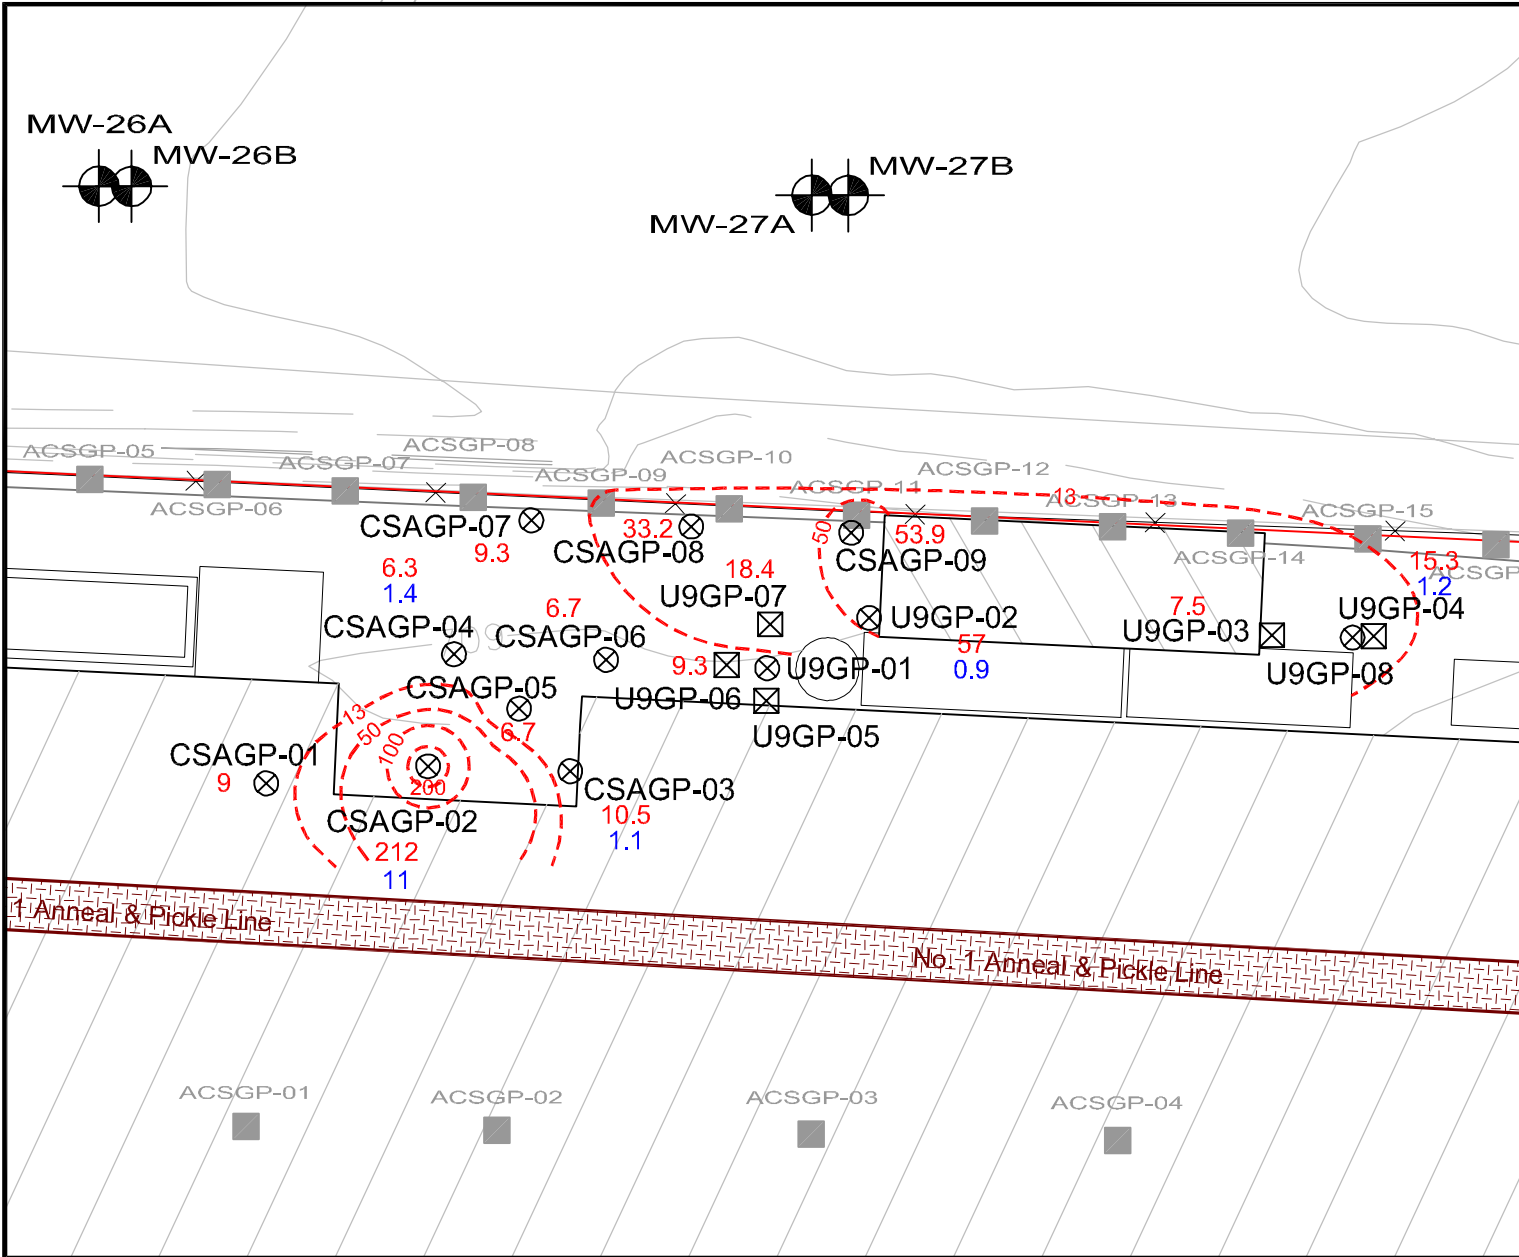 MW-26A
MW-26B
MW-27B
MW-27A
ACSGP-05
ACSGP-06
ACSGP-07
ACSGP-08
ACSGP-09
ACSGP-10
ACSGP-11
ACSGP-12
ACSGP-13
ACSGP-14
ACSGP-15
ACSGP
13
50
CSAGP-07
9.3
33.2
CSAGP-08
53.9
CSAGP-09
15.3
1.2
6.3
1.4
CSAGP-04
6.7
CSAGP-06
18.4
U9GP-07
U9GP-02
57
0.9
7.5
U9GP-03
U9GP-04
U9GP-08
9.3
U9GP-01
U9GP-06
U9GP-05
09
CSAGP-05
6.7
13
50
100
200
CSAGP-01
9
CSAGP-03
10.5
1.1
CSAGP-02
212
11
1 Anneal & Pickle Line
No. 1 Anneal & Pickle Line
ACSGP-01
ACSGP-02
ACSGP-03
ACSGP-04